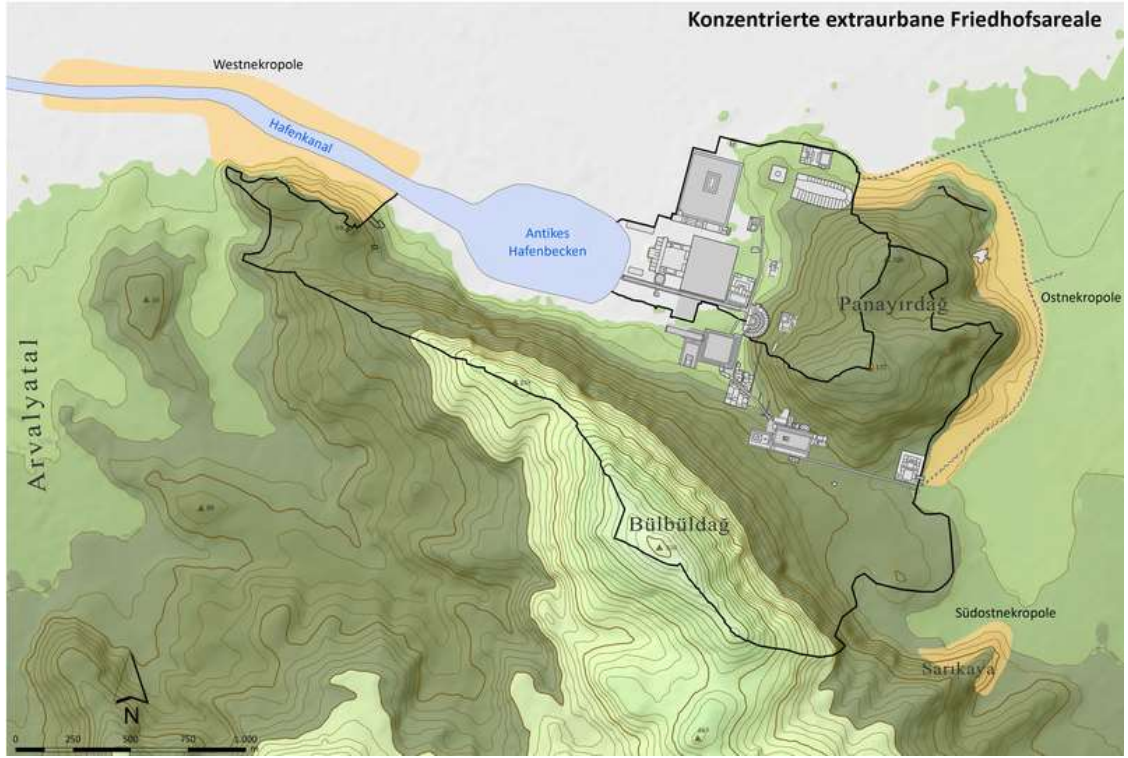 Konzentrierte extraurbane Friedhofsareale
Westnekropole
Hafenkanal
Antikes
Hafenbecken
Panayırdağ
Ostnekropole
Arvalyatal
Bülbüldağ
Südostnekropole
Sarıkaya
N
0 250 500 750 1.000
m